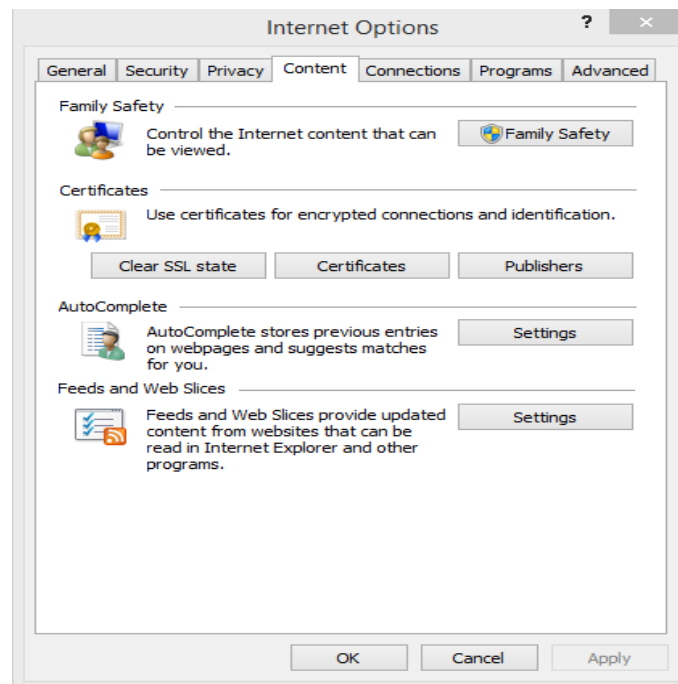 Internet Options
?
×
General Security Privacy Content Connections Programs Advanced
Family Safety
Control the Internet content that can
be viewed.
Family Safety
Certificates
Use certificates for encrypted connections and identification.
Clear SSL state
Certificates
Publishers
AutoComplete
AutoComplete stores previous entries
on webpages and suggests matches
for you.
Settings
Feeds and Web Slices
Feeds and Web Slices provide updated
content from websites that can be
read in Internet Explorer and other
programs.
Settings
OK
Cancel
Apply